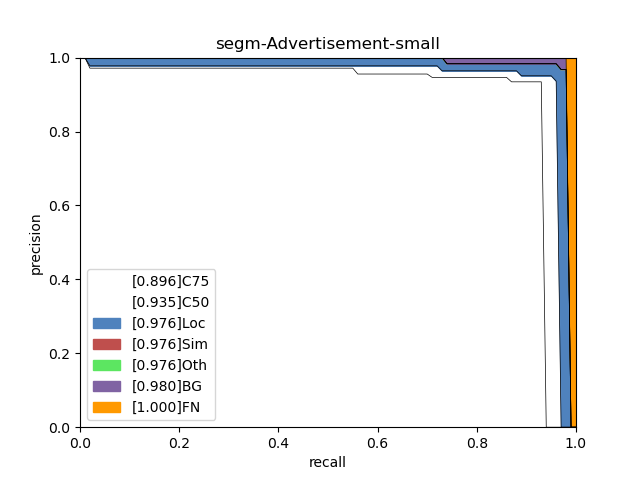 segm-Advertisement-small
precision
1.0
0.8
0.6
0.4
0.2
0.0
[0.896]C75
[0.935]C50
[0.976]Loc
[0.976]Sim
[0.976]Oth
[0.980]BG
[1.000]FN
0.0 0.2 0.4 0.6 0.8 1.0
recall